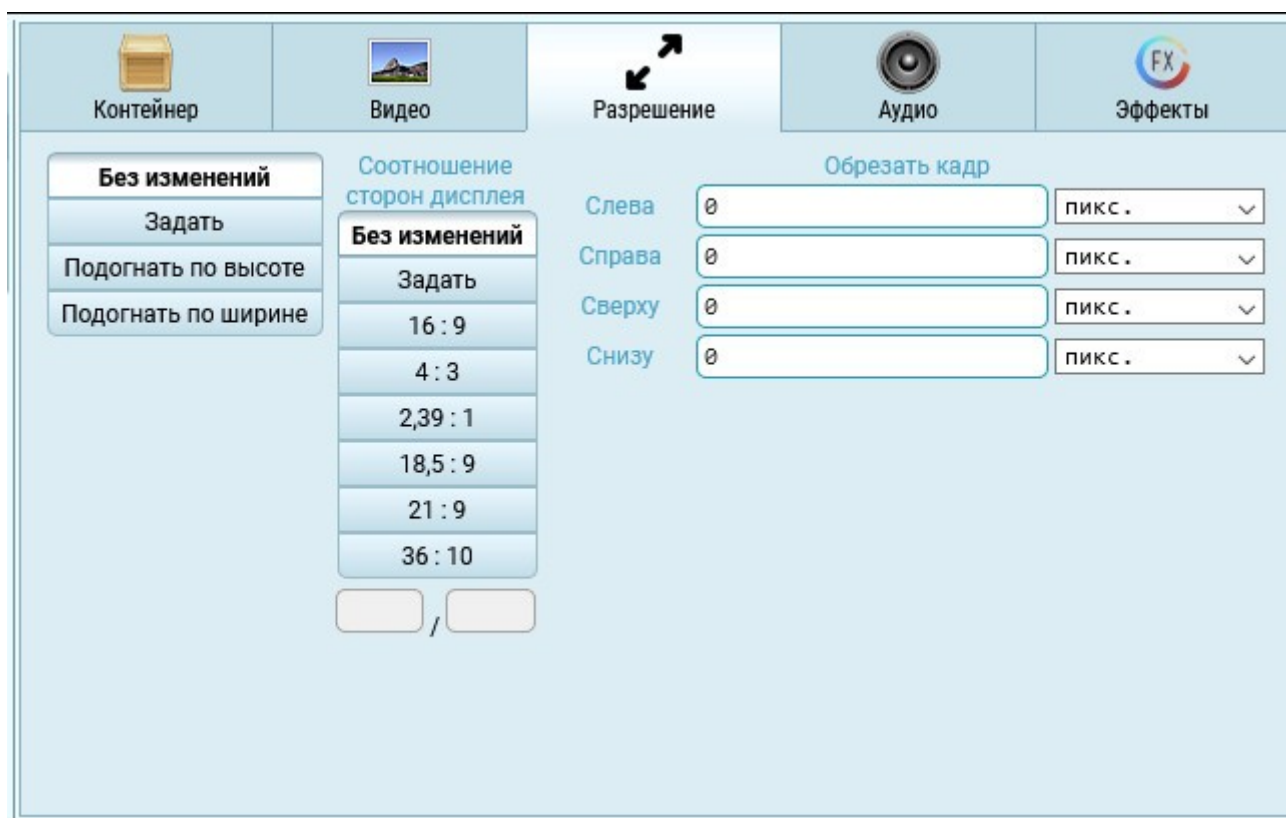 Контейнер
Видео
Разрешение
Аудио
FX
Эффекты
Без изменений
Задать
Подогнать по высоте
Подогнать по ширине
Соотношение
сторон дисплея
Без изменений
Задать
16 : 9
4 : 3
2,39 : 1
18,5 : 9
21 : 9
36 : 10
/
Обрезать кадр
Слева 0 пикс.
Справа 0 пикс.
Сверху 0 пикс.
Снизу 0 пикс.